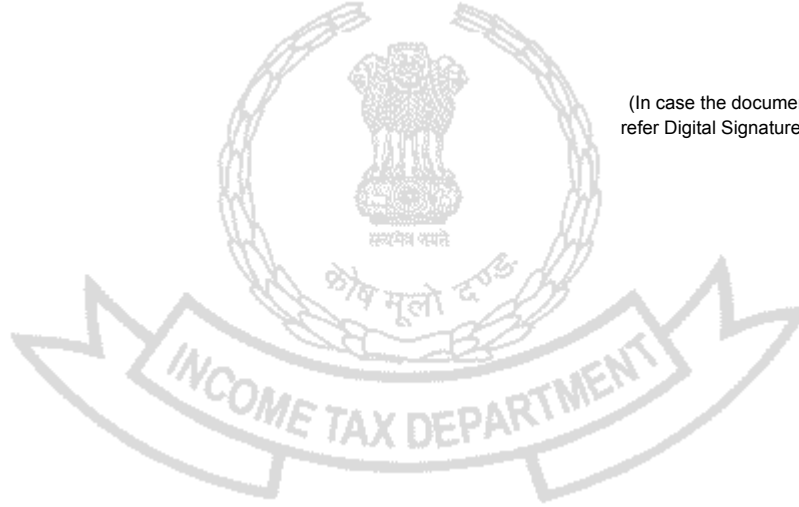 (In case the docume
refer Digital Signature
सत्यमेव जयते
कोष मूलो दण्ड
INCOME TAX DEPARTMENT